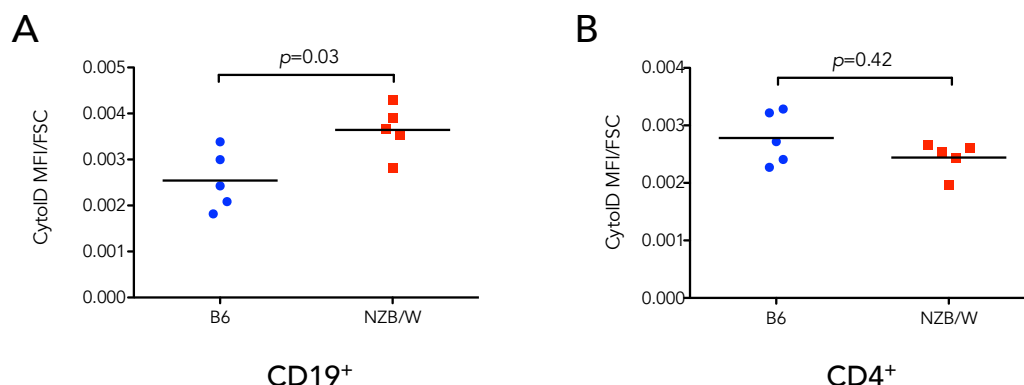 A
CytoID MFI/FSC
0.005
0.004
0.003
0.002
0.001
0.000
p=0.03
B6
NZB/W
CD19+
B
CytoID MFI/FSC
0.004
0.003
0.002
0.001
0.000
p=0.42
B6
NZB/W
CD4+